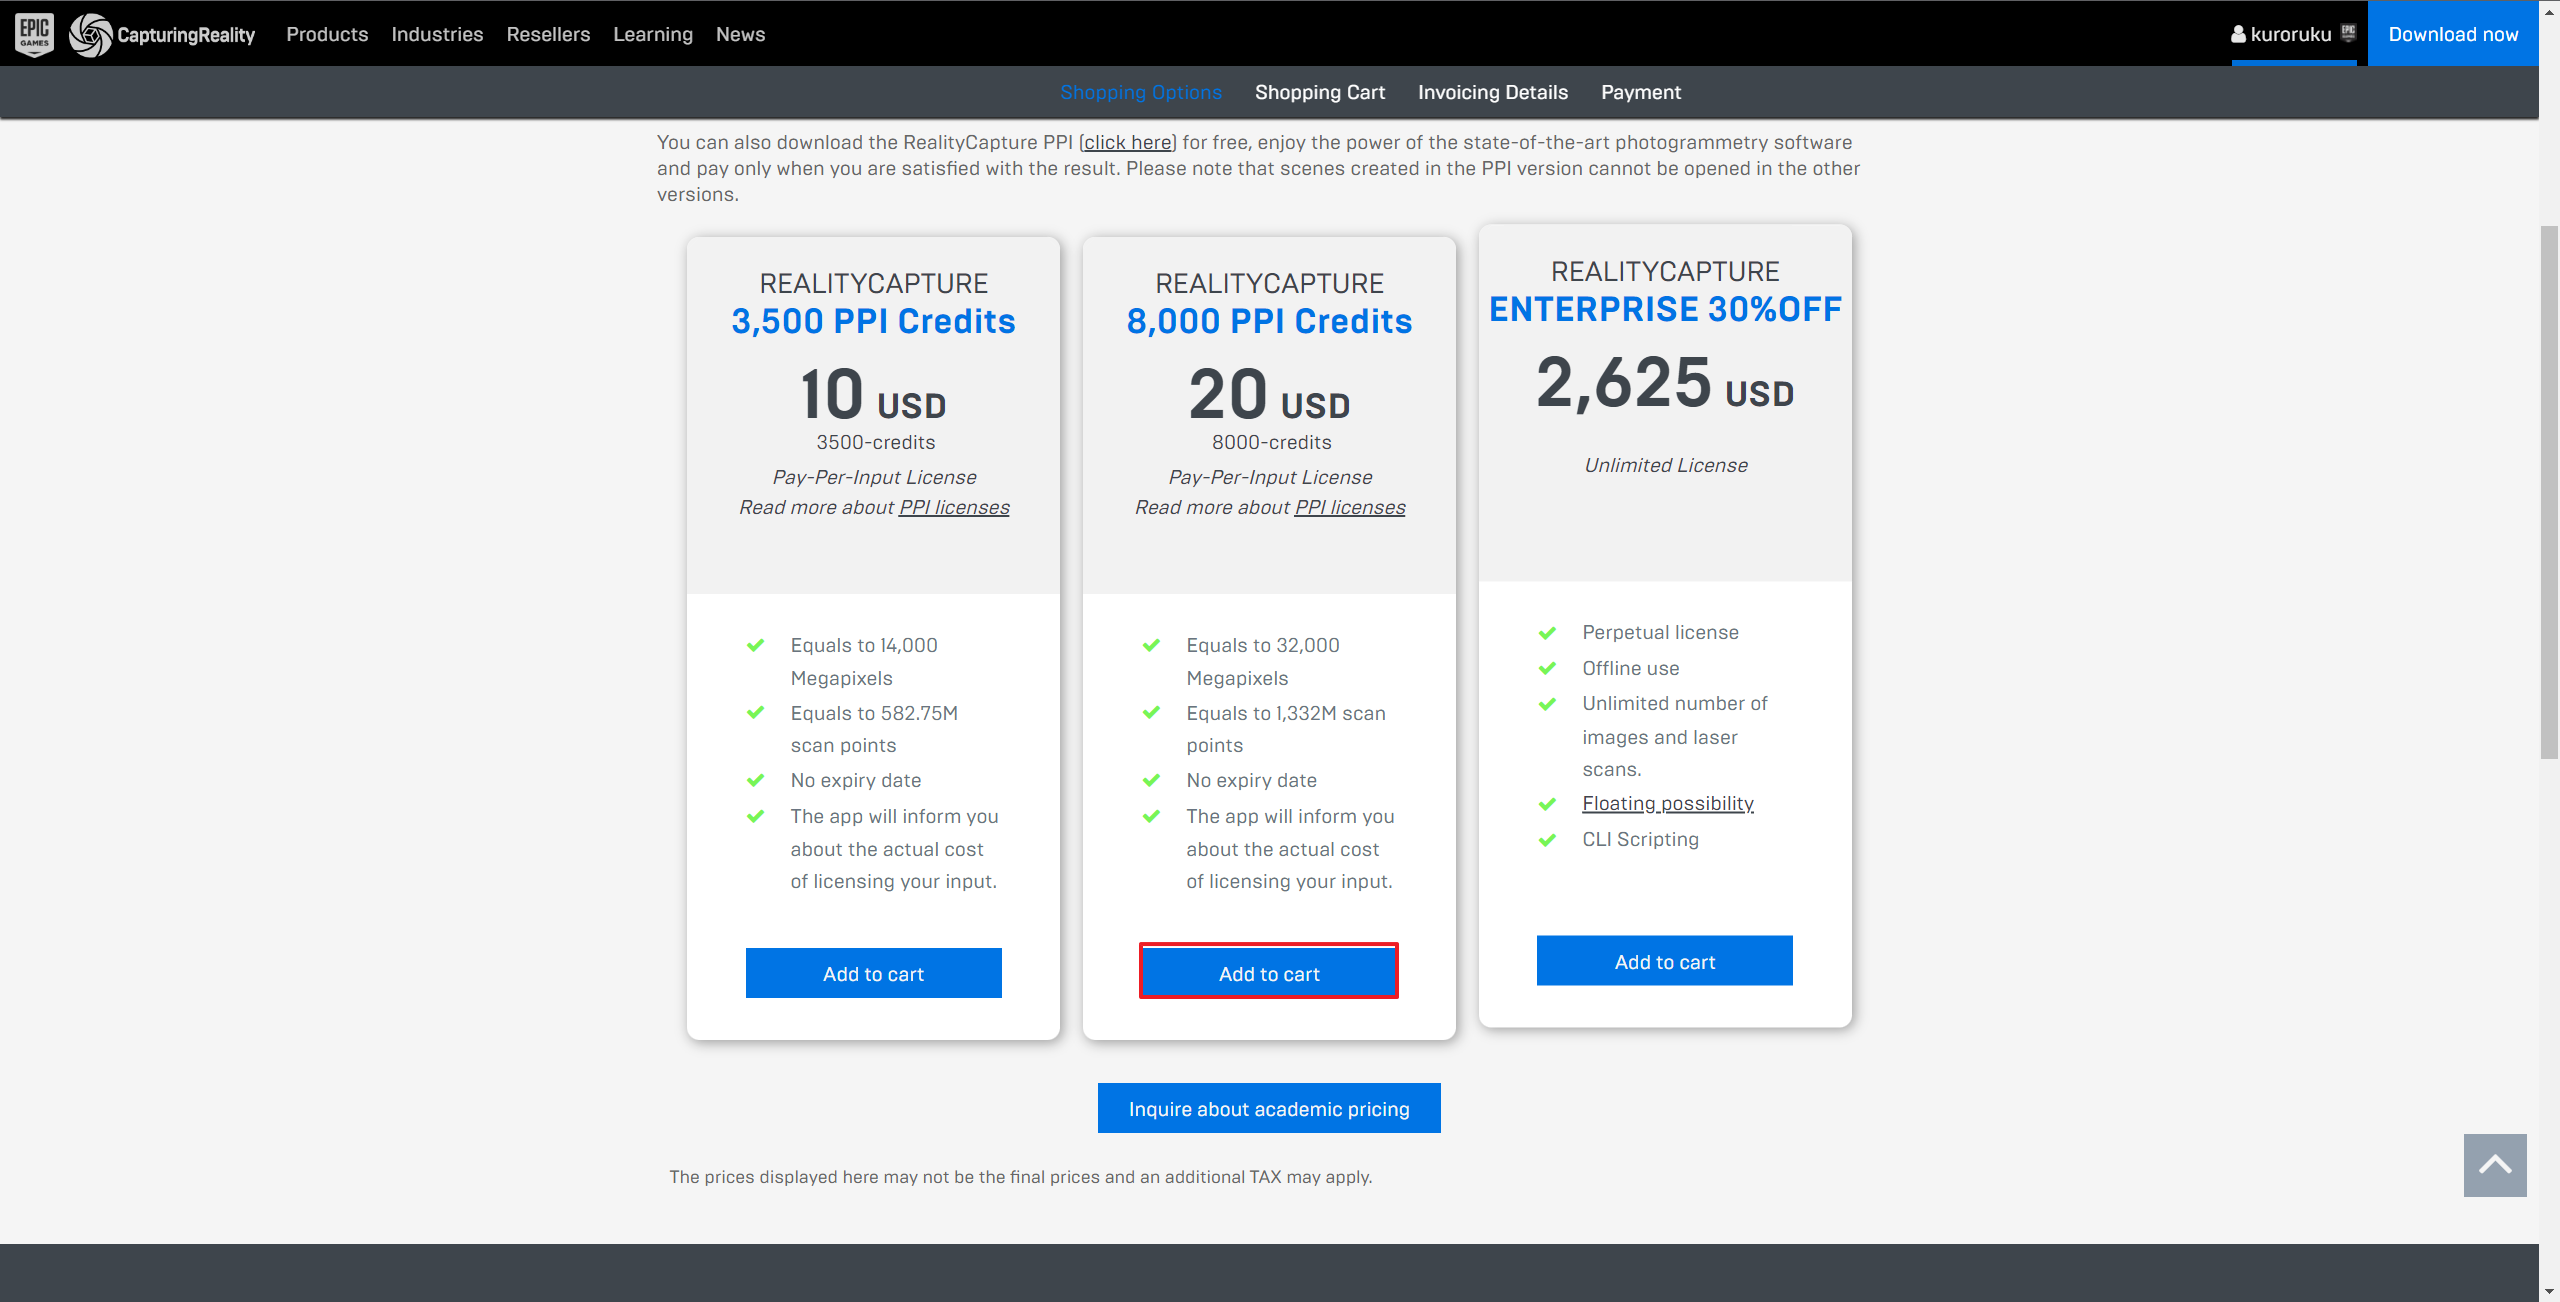 EPIC GAMES CapturingReality Products Industries Resellers Learning News kuroruku EPIC Download now
Shopping Options Shopping Cart Invoicing Details Payment
You can also download the RealityCapture PPI (click here) for free, enjoy the power of the state-of-the-art photogrammetry software
and pay only when you are satisfied with the result. Please note that scenes created in the PPI version cannot be opened in the other
versions.
REALITYCAPTURE
3,500 PPI Credits
10 USD
3500-credits
Pay-Per-Input License
Read more about PPI licenses
Equals to 14,000
Megapixels
Equals to 582.75M
scan points
No expiry date
The app will inform you
about the actual cost
of licensing your input.
Add to cart
REALITYCAPTURE
8,000 PPI Credits
20 USD
8000-credits
Pay-Per-Input License
Read more about PPI licenses
Equals to 32,000
Megapixels
Equals to 1,332M scan
points
No expiry date
The app will inform you
about the actual cost
of licensing your input.
Add to cart
REALITYCAPTURE
ENTERPRISE 30%OFF
2,625 USD
Unlimited License
Perpetual license
Offline use
Unlimited number of
images and laser
scans.
Floating possibility
CLI Scripting
Add to cart
Inquire about academic pricing
The prices displayed here may not be the final prices and an additional TAX may apply.